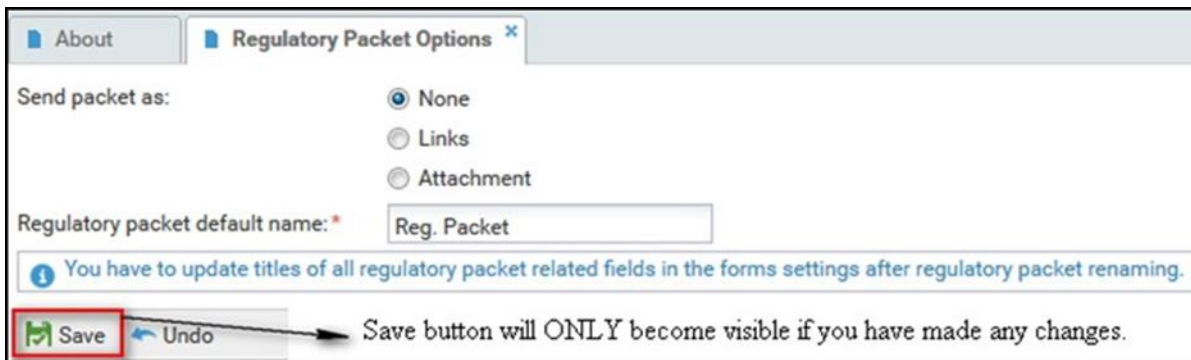 About
Regulatory Packet Options
Send packet as:
None
Links
Attachment
Regulatory packet default name:*
Reg. Packet
You have to update titles of all regulatory packet related fields in the forms settings after regulatory packet renaming.
Save
Undo
Save button will ONLY become visible if you have made any changes.